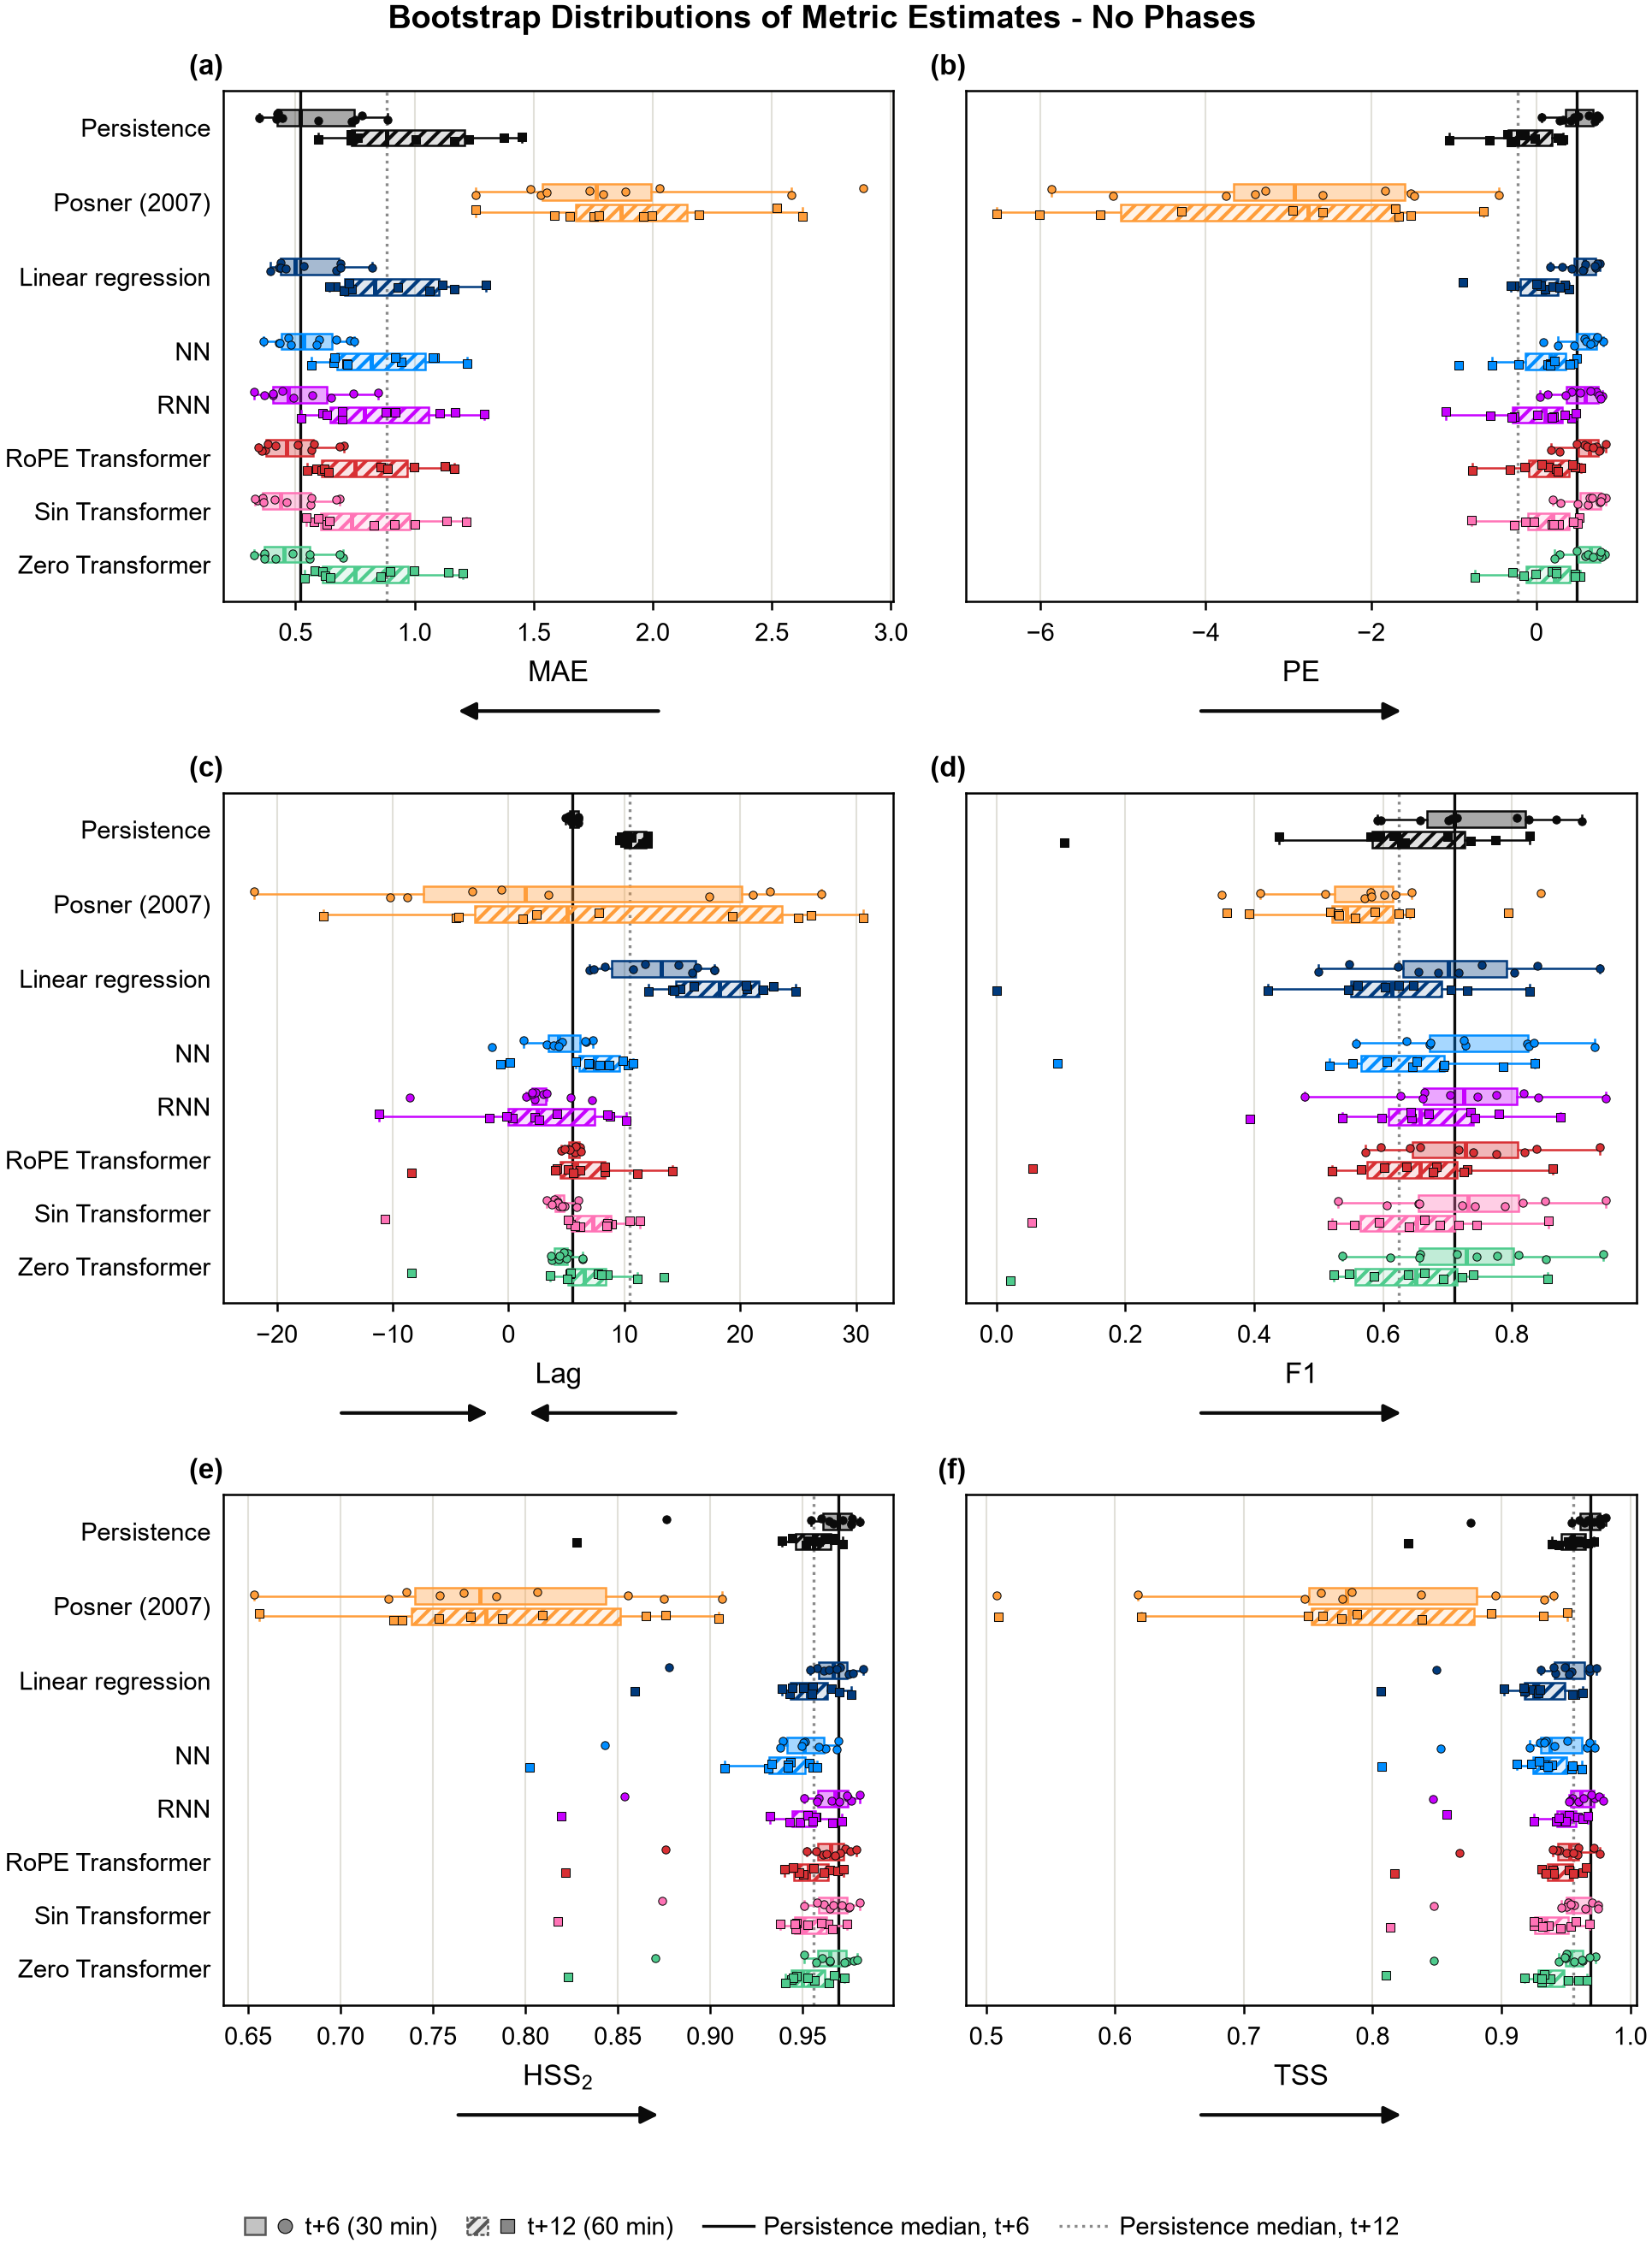 Bootstrap Distributions of Metric Estimates - No Phases
(a)
Persistence
Posner (2007)
Linear regression
NN
RNN
RoPE Transformer
Sin Transformer
Zero Transformer
0.5 1.0 1.5 2.0 2.5 3.0
MAE
(b)
−6 −4 −2 0
PE
(c)
Persistence
Posner (2007)
Linear regression
NN
RNN
RoPE Transformer
Sin Transformer
Zero Transformer
−20 −10 0 10 20 30
Lag
(d)
0.0 0.2 0.4 0.6 0.8
F1
(e)
Persistence
Posner (2007)
Linear regression
NN
RNN
RoPE Transformer
Sin Transformer
Zero Transformer
0.65 0.70 0.75 0.80 0.85 0.90 0.95
HSS₂
(f)
0.5 0.6 0.7 0.8 0.9 1.0
TSS
t+6 (30 min) t+12 (60 min) Persistence median, t+6 Persistence median, t+12